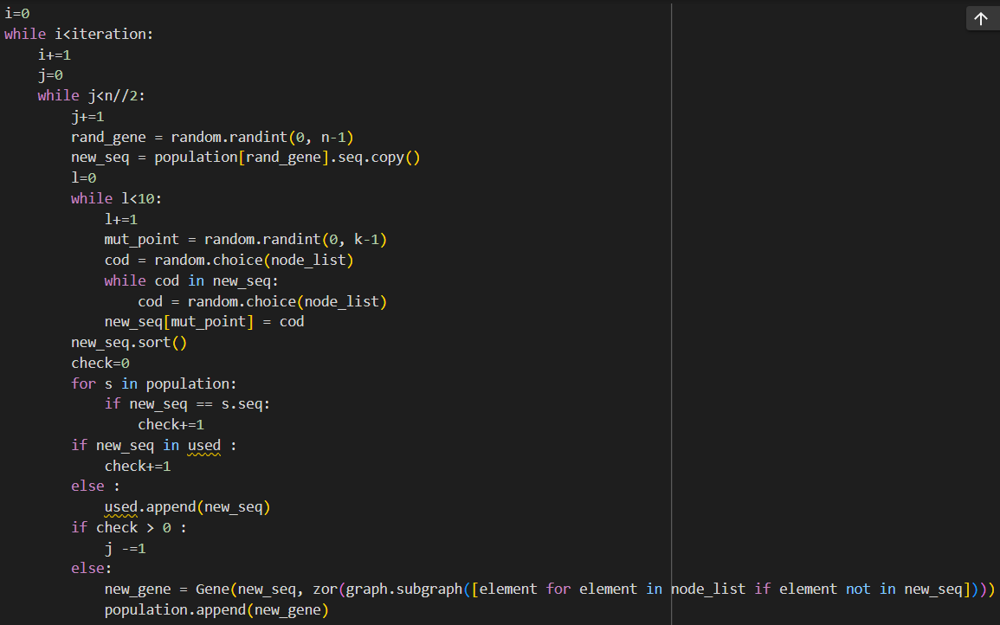 i=0
while i<iteration:
    i+=1
    j=0
    while j<n//2:
        j+=1
        rand_gene = random.randint(0, n-1)
        new_seq = population[rand_gene].seq.copy()
        l=0
        while l<10:
            l+=1
            mut_point = random.randint(0, k-1)
            cod = random.choice(node_list)
            while cod in new_seq:
                cod = random.choice(node_list)
            new_seq[mut_point] = cod
        new_seq.sort()
        check=0
        for s in population:
            if new_seq == s.seq:
                check+=1
        if new_seq in used :
            check+=1
        else :
            used.append(new_seq)
        if check > 0 :
            j -=1
        else:
            new_gene = Gene(new_seq, zor(graph.subgraph([element for element in node_list if element not in new_seq])))
            population.append(new_gene)